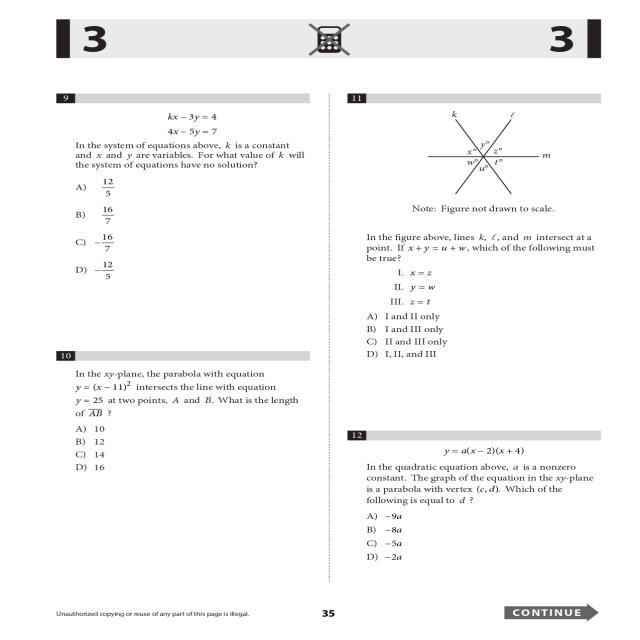 3
3
9
kx − 3y = 4
4x − 5y = 7
In the system of equations above, k is a constant
and x and y are variables. For what value of k will
the system of equations have no solution?
A) 12/5
B) 16/7
C) −16/7
D) −12/5
10
In the xy-plane, the parabola with equation
y = (x − 11)² intersects the line with equation
y = 25 at two points, A and B. What is the length
of A̅B̅ ?
A) 10
B) 12
C) 14
D) 16
11
k
ℓ
y°
x°
z°
m
w°
t°
u°
Note: Figure not drawn to scale.
In the figure above, lines k, ℓ, and m intersect at a
point. If x + y = u + w, which of the following must
be true?
I. x = z
II. y = w
III. z = t
A) I and II only
B) I and III only
C) II and III only
D) I, II, and III
12
y = a(x − 2)(x + 4)
In the quadratic equation above, a is a nonzero
constant. The graph of the equation in the xy-plane
is a parabola with vertex (c, d). Which of the
following is equal to d ?
A) −9a
B) −8a
C) −5a
D) −2a
Unauthorized copying or reuse of any part of this page is illegal.
35
CONTINUE